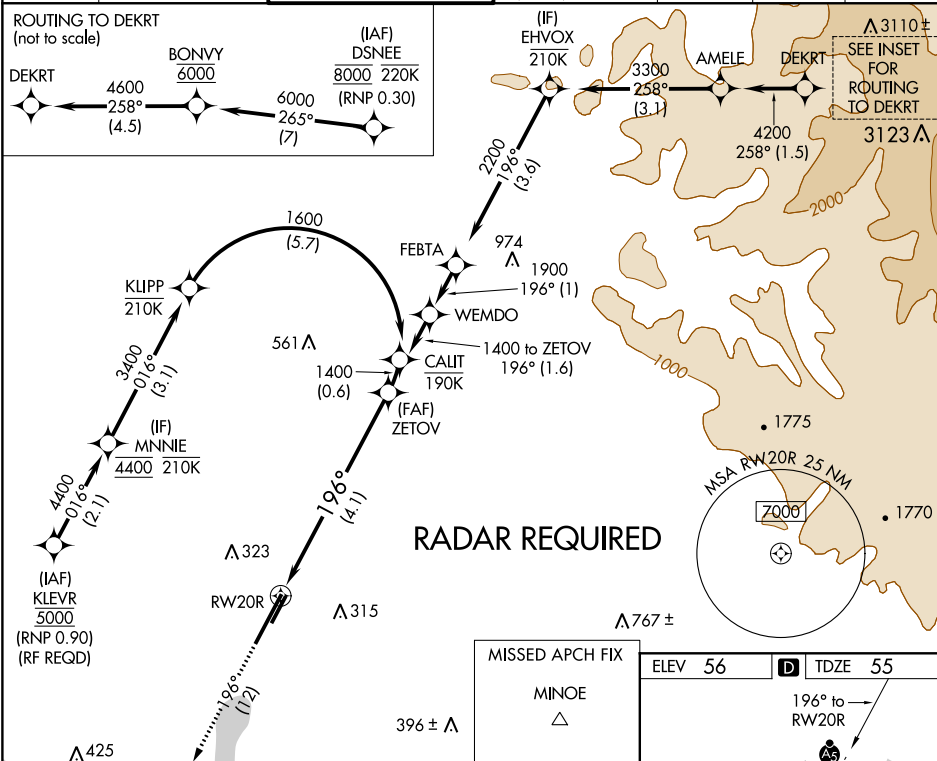 ROUTING TO DEKRT
(not to scale)
DEKRT
4600
258°
(4.5)
BONVY
6000
6000
265°
(7)
(IAF)
DSNEE
8000 220K
(RNP 0.30)
(IF)
EHVOX
210K
3300
258°
(3.1)
AMELE
DEKRT
4200
258° (1.5)
3110 ±
SEE INSET
FOR
ROUTING
TO DEKRT
3123
2000
2200
196°
(3.6)
1600
(5.7)
FEBTA
974
1900
196° (1)
KLIPP
210K
WEMDO
561
1400 to ZETOV
196° (1.6)
CALIT
190K
1400
(0.6)
(FAF)
ZETOV
1000
3400
016°
(3.1)
(IF)
MNNIE
4400 210K
1775
MSA RW20R 25 NM
7000
1770
4400
016°
(2.1)
196°
(4.1)
RADAR REQUIRED
323
(IAF)
KLEVR
5000
(RNP 0.90)
(RF REQD)
RW20R
315
767 ±
196°
(12)
MISSED APCH FIX
MINOE
396 ±
425
ELEV 56
D
TDZE 55
196° to
RW20R
A5